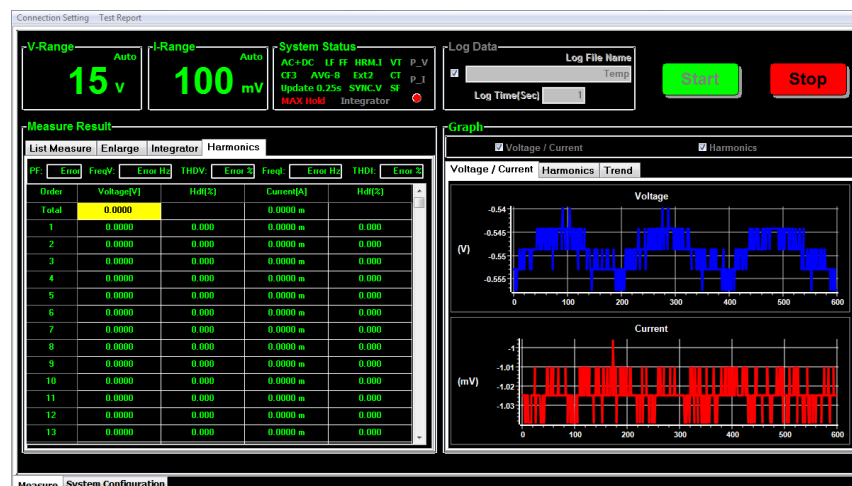 Connection Setting Test Report
V-Range
Auto
15 V
I-Range
Auto
100 mV
System Status
AC+DC LF FF HRM.I VT P_V
CF3 AVG-8 Ext2 CT P_I
Update 0.25s SYNC.V SF
MAX Hold Integrator
Log Data
Log File Name
Temp
Log Time(Sec) 1
Start
Stop
Measure Result
List Measure Enlarge Integrator Harmonics
PF: Error FreqV: Error Hz THDV: Error % FreqI: Error Hz THDI: Error %
Order Voltage[V] Hdf(%) Current[A] Hdf(%)
Total 0.0000 0.0000 m
1 0.0000 0.000 0.0000 m 0.000
2 0.0000 0.000 0.0000 m 0.000
3 0.0000 0.000 0.0000 m 0.000
4 0.0000 0.000 0.0000 m 0.000
5 0.0000 0.000 0.0000 m 0.000
6 0.0000 0.000 0.0000 m 0.000
7 0.0000 0.000 0.0000 m 0.000
8 0.0000 0.000 0.0000 m 0.000
9 0.0000 0.000 0.0000 m 0.000
10 0.0000 0.000 0.0000 m 0.000
11 0.0000 0.000 0.0000 m 0.000
12 0.0000 0.000 0.0000 m 0.000
13 0.0000 0.000 0.0000 m 0.000
Graph
Voltage / Current Harmonics
Voltage / Current Harmonics Trend
Voltage
-0.54
-0.545
(V)
-0.55
-0.555
0 100 200 300 400 500 600
Current
-1
-1.01
(mV)
-1.02
-1.03
0 100 200 300 400 500 600
Measure System Configuration